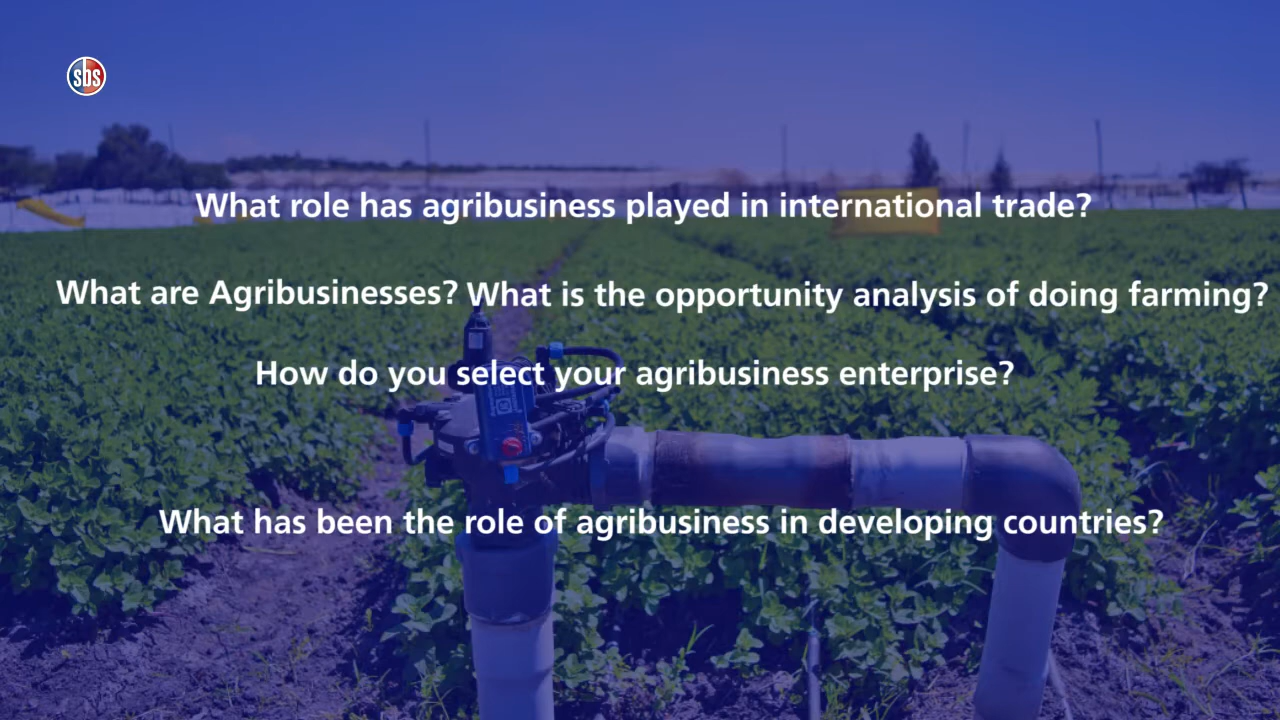 sbs
What role has agribusiness played in international trade?
What are Agribusinesses? What is the opportunity analysis of doing farming?
How do you select your agribusiness enterprise?
What has been the role of agribusiness in developing countries?